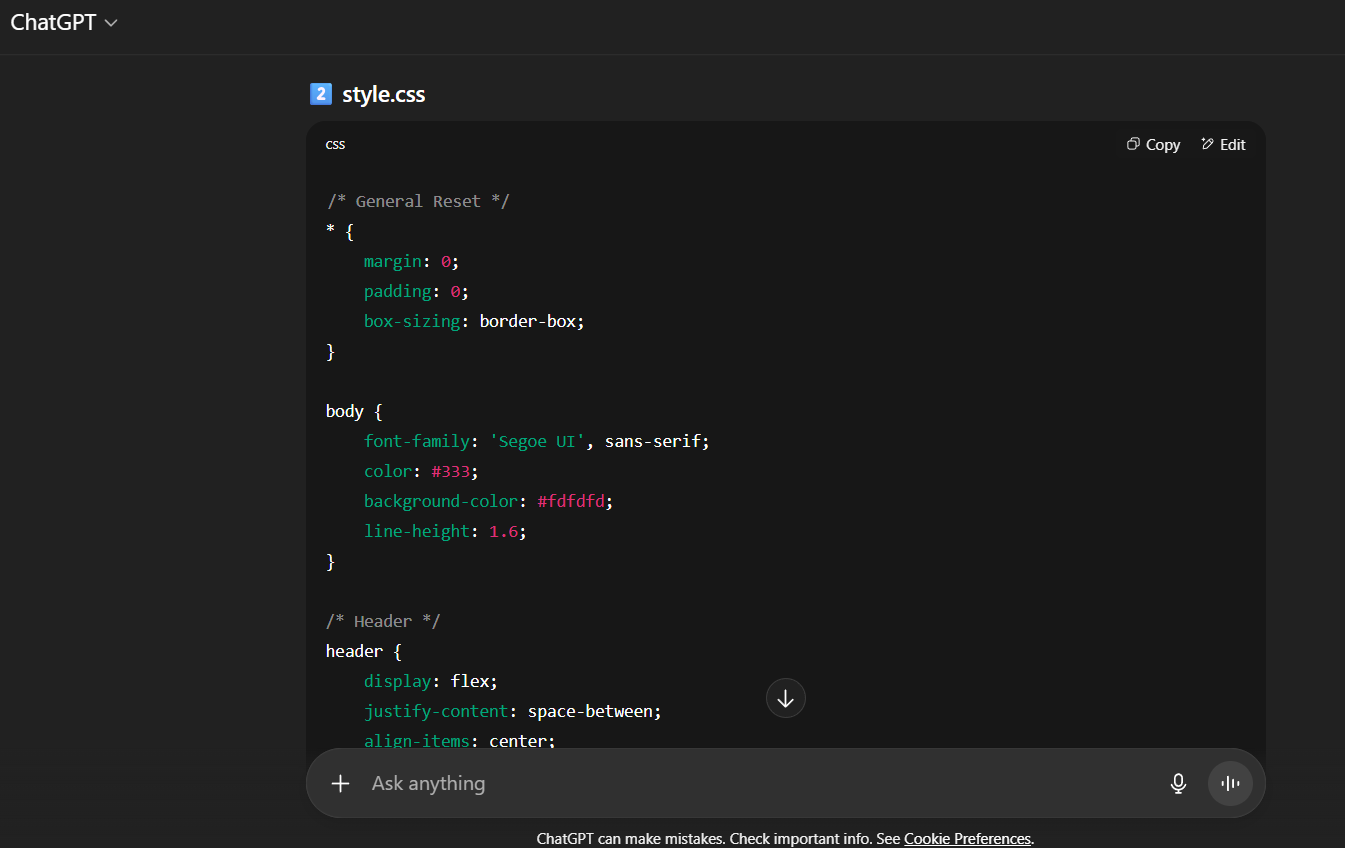 ChatGPT
2 style.css
css
Copy Edit
/* General Reset */
* {
    margin: 0;
    padding: 0;
    box-sizing: border-box;
}

body {
    font-family: 'Segoe UI', sans-serif;
    color: #333;
    background-color: #fdfdfd;
    line-height: 1.6;
}

/* Header */
header {
    display: flex;
    justify-content: space-between;
    align-items: center;
Ask anything
ChatGPT can make mistakes. Check important info. See Cookie Preferences.